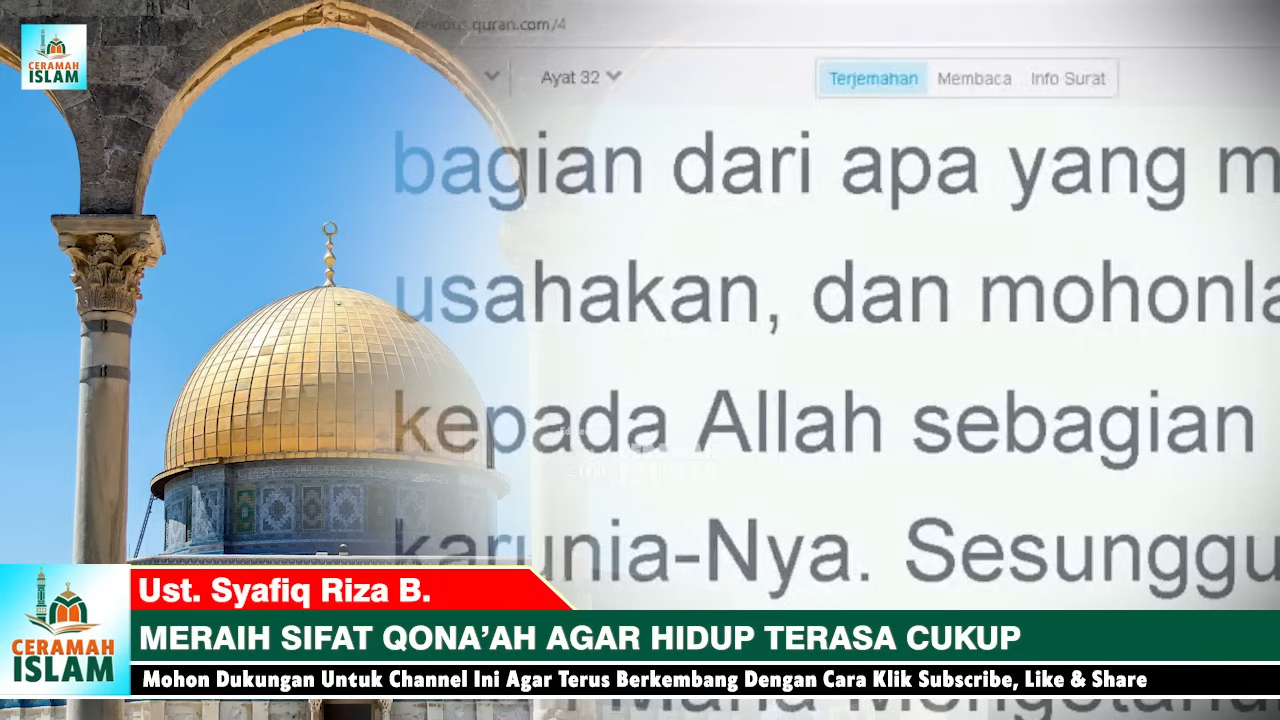 CERAMAH
ISLAM
quran.com/4
Ayat 32
Terjemahan Membaca Info Surat
bagian dari apa yang m
usahakan, dan mohonla
kepada Allah sebagian
karunia-Nya. Sesunggu
Ust. Syafiq Riza B.
MERAIH SIFAT QONA’AH AGAR HIDUP TERASA CUKUP
CERAMAH
ISLAM
Mohon Dukungan Untuk Channel Ini Agar Terus Berkembang Dengan Cara Klik Subscribe, Like & Share